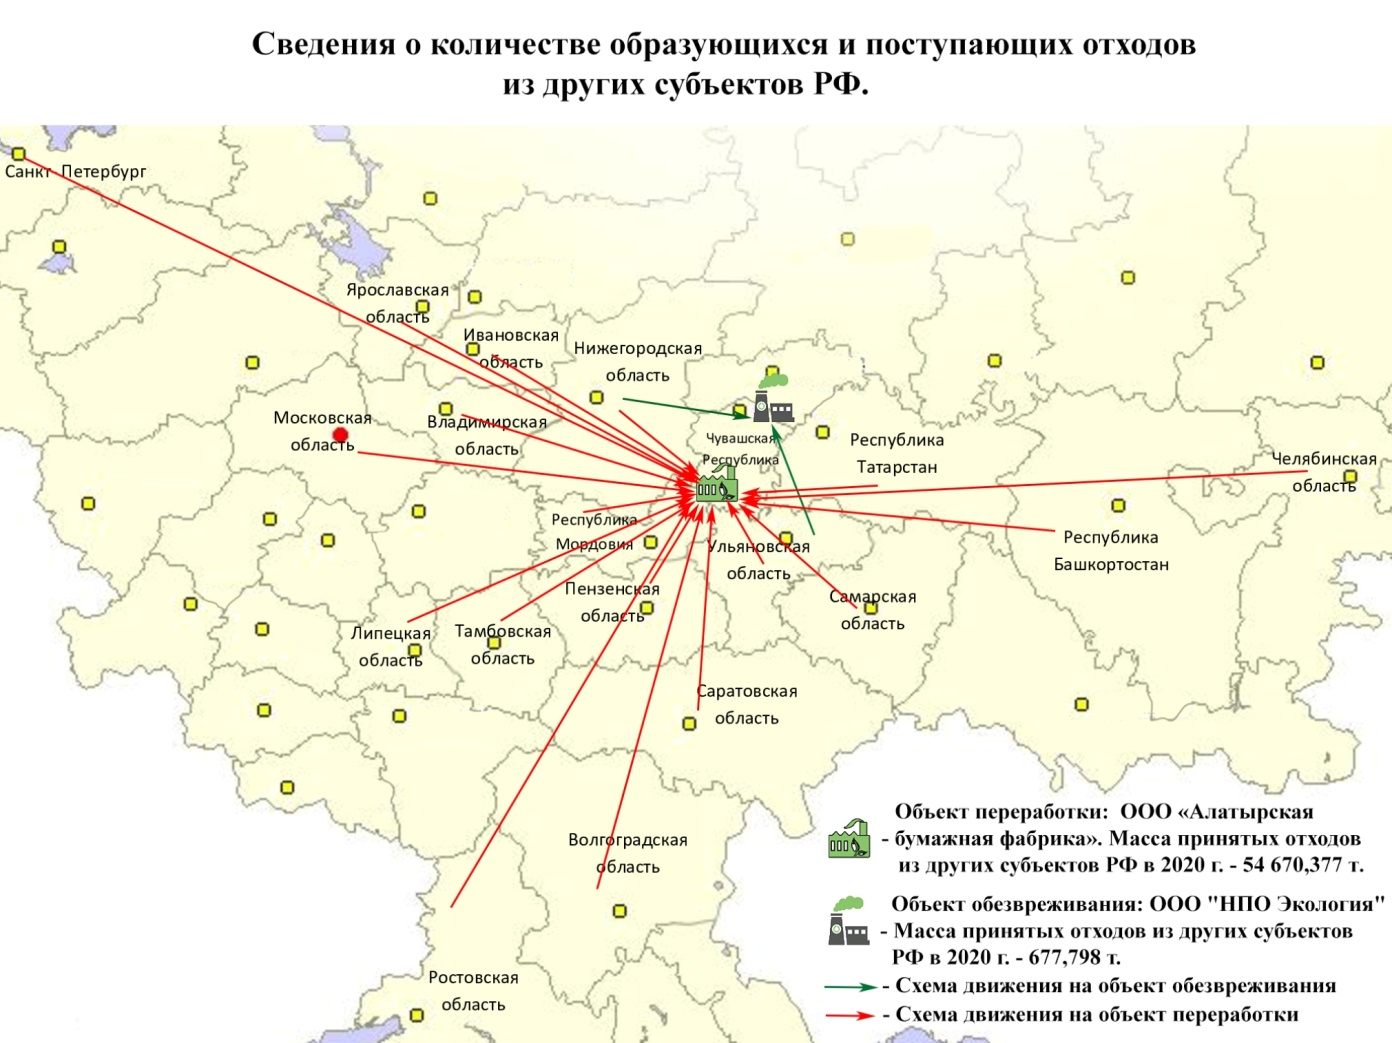 Сведения о количестве образующихся и поступающих отходов
из других субъектов РФ.
Санкт- Петербург
Ярославская
область
Ивановская
область
Нижегородская
область
Московская
область
Владимирская
область
Чувашская
Республика
Республика
Татарстан
Челябинская
область
Республика
Мордовия
Ульяновская
область
Республика
Башкортостан
Пензенская
область
Самарская
область
Липецкая
область
Тамбовская
область
Саратовская
область
Волгоградская
область
Ростовская
область
Объект переработки: ООО «Алатырская
- бумажная фабрика». Масса принятых отходов
из других субъектов РФ в 2020 г. - 54 670,377 т.
Объект обезвреживания: ООО "НПО Экология"
- Масса принятых отходов из других субъектов
РФ в 2020 г. - 677,798 т.
- Схема движения на объект обезвреживания
- Схема движения на объект переработки